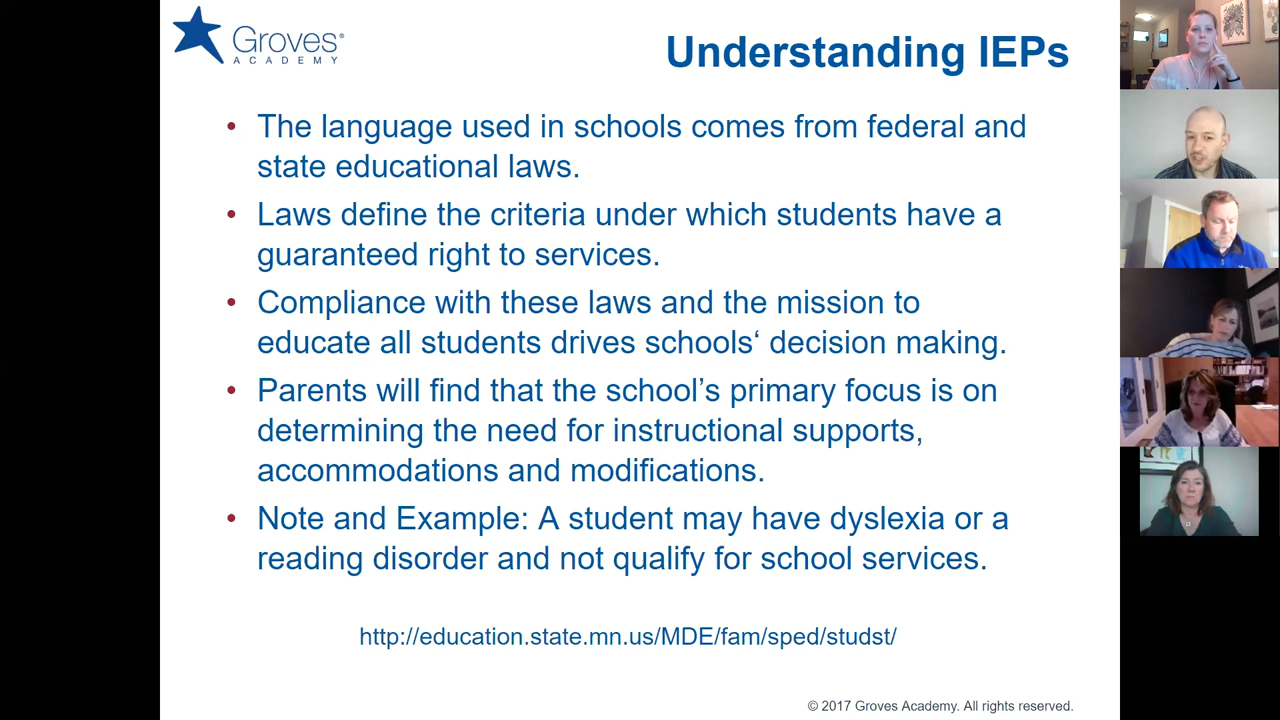 Groves®
ACADEMY
Understanding IEPs
• The language used in schools comes from federal and
state educational laws.
• Laws define the criteria under which students have a
guaranteed right to services.
• Compliance with these laws and the mission to
educate all students drives schools‘ decision making.
• Parents will find that the school’s primary focus is on
determining the need for instructional supports,
accommodations and modifications.
• Note and Example: A student may have dyslexia or a
reading disorder and not qualify for school services.
http://education.state.mn.us/MDE/fam/sped/studst/
© 2017 Groves Academy. All rights reserved.